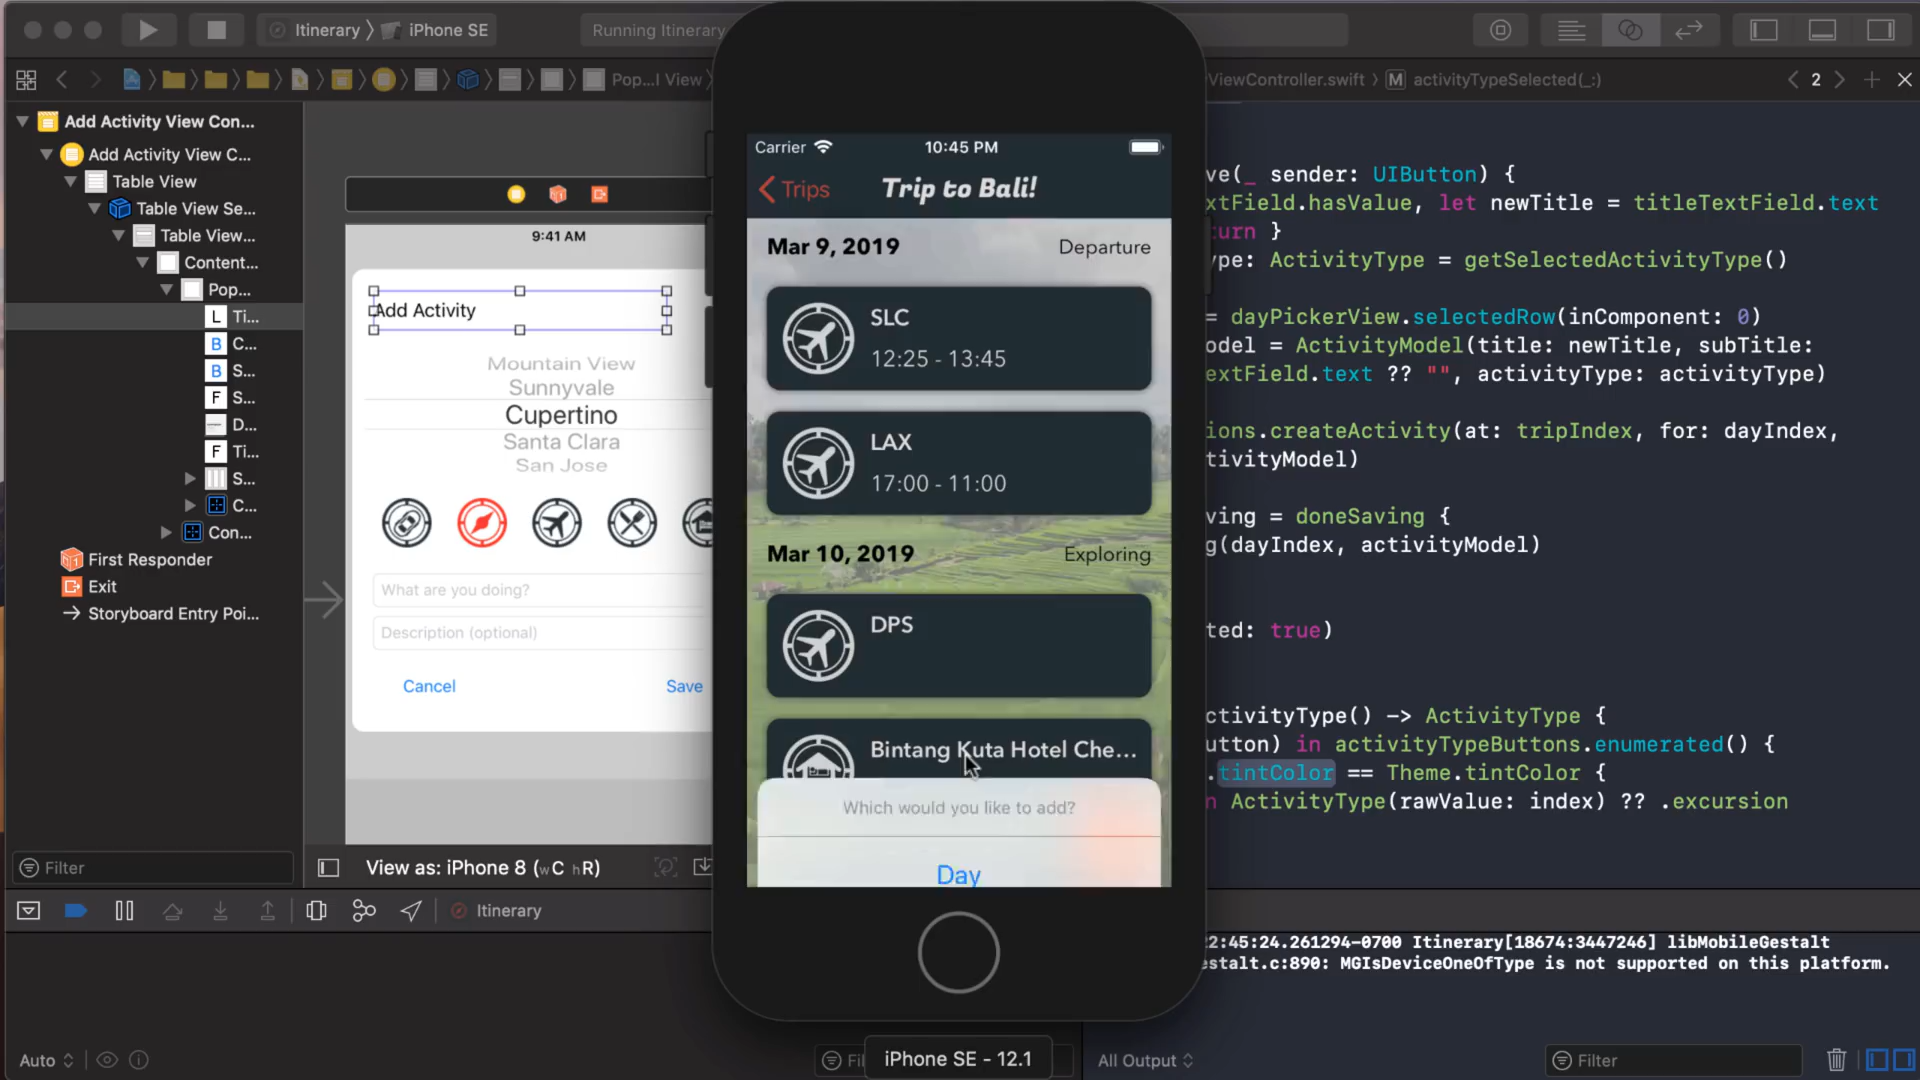 Itinerary
iPhone SE
Running Itinerary
Pop...l View
ViewController.swift
M
activityTypeSelected(_:)
2
Add Activity View Con...
Add Activity View C...
Table View
Table View Se...
Table View...
Content...
Pop...
L Ti...
B C...
B S...
F S...
D...
F Ti...
S...
C...
Con...
First Responder
Exit
Storyboard Entry Poi...
Filter
9:41 AM
Add Activity
Mountain View
Sunnyvale
Cupertino
Santa Clara
San Jose
What are you doing?
Description (optional)
Cancel
Save
View as: iPhone 8 (wC hR)
Carrier
10:45 PM
Trips
Trip to Bali!
Mar 9, 2019
Departure
SLC
12:25 - 13:45
LAX
17:00 - 11:00
Mar 10, 2019
Exploring
DPS
Bintang Kuta Hotel Che...
Which would you like to add?
Day
ve(_ sender: UIButton) {
xtField.hasValue, let newTitle = titleTextField.text
turn }
ype: ActivityType = getSelectedActivityType()
= dayPickerView.selectedRow(inComponent: 0)
odel = ActivityModel(title: newTitle, subTitle:
extField.text ?? "", activityType: activityType)
ions.createActivity(at: tripIndex, for: dayIndex,
tivityModel)
ving = doneSaving {
g(dayIndex, activityModel)
ted: true)
ctivityType() -> ActivityType {
utton) in activityTypeButtons.enumerated() {
.tintColor == Theme.tintColor {
n ActivityType(rawValue: index) ?? .excursion
Itinerary
22:45:24.261294-0700 Itinerary[18674:3447246] libMobileGestalt
estalt.c:890: MGIsDeviceOneOfType is not supported on this platform.
Auto
Fil
iPhone SE - 12.1
All Output
Filter